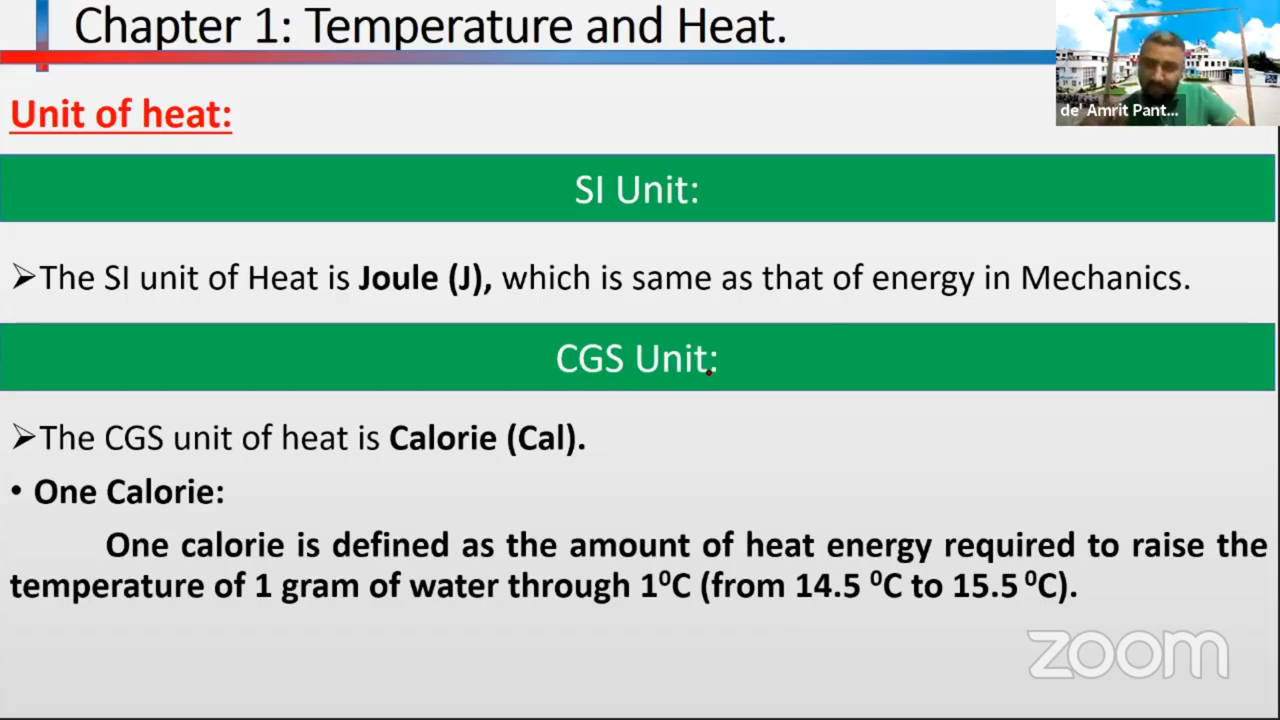 Chapter 1: Temperature and Heat.
de' Amrit Pant...
Unit of heat:
SI Unit:
➢The SI unit of Heat is Joule (J), which is same as that of energy in Mechanics.
CGS Unit:
➢The CGS unit of heat is Calorie (Cal).
• One Calorie:
One calorie is defined as the amount of heat energy required to raise the
temperature of 1 gram of water through 1⁰C (from 14.5 ⁰C to 15.5 ⁰C).
zoom